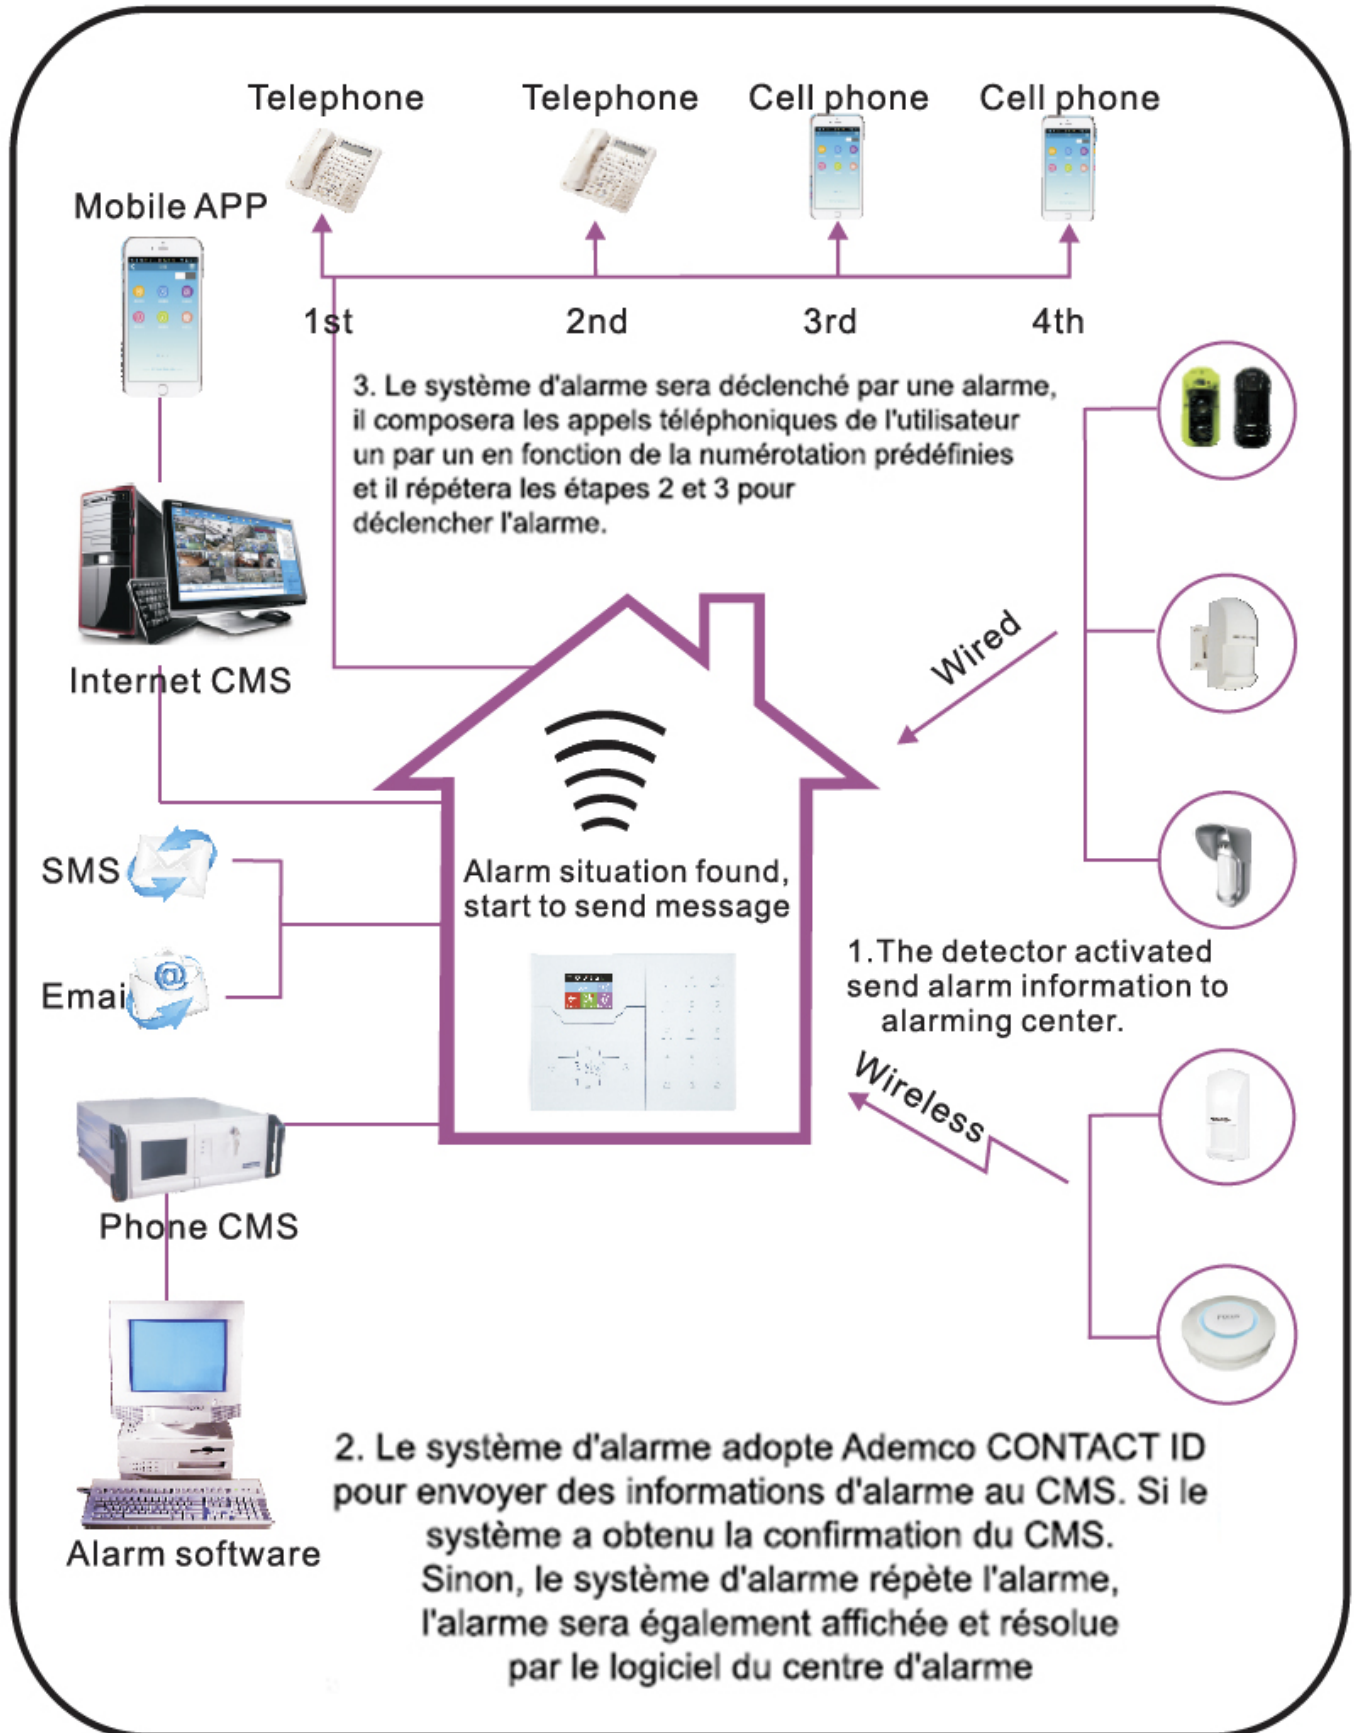 Telephone
Telephone
Cell phone
Cell phone
Mobile APP
1st
2nd
3rd
4th
3. Le système d'alarme sera déclenché par une alarme,
il composera les appels téléphoniques de l'utilisateur
un par un en fonction de la numérotation prédéfinies
et il répétera les étapes 2 et 3 pour
déclencher l'alarme.
Wired
Internet CMS
SMS
Alarm situation found,
start to send message
1.The detector activated
send alarm information to
alarming center.
Emai
Wireless
Phone CMS
Alarm software
2. Le système d'alarme adopte Ademco CONTACT ID
pour envoyer des informations d'alarme au CMS. Si le
système a obtenu la confirmation du CMS.
Sinon, le système d'alarme répète l'alarme,
l'alarme sera également affichée et résolue
par le logiciel du centre d'alarme